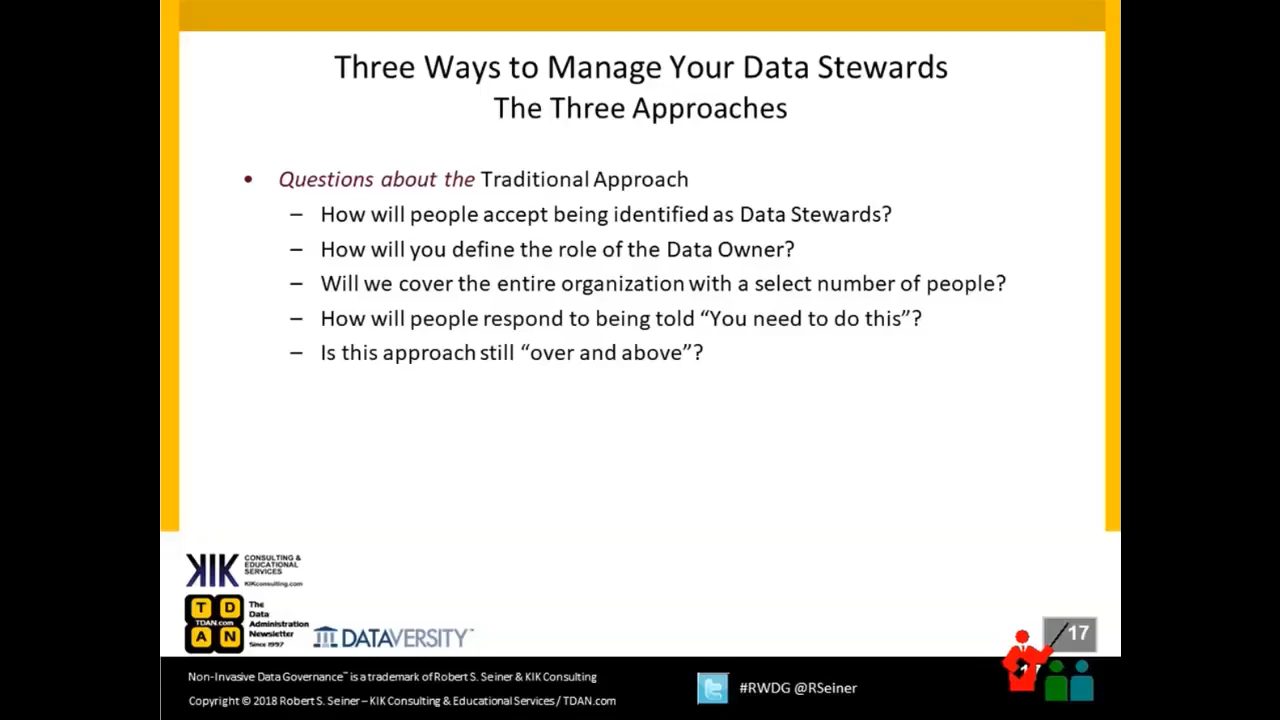 Three Ways to Manage Your Data Stewards
The Three Approaches
• Questions about the Traditional Approach
– How will people accept being identified as Data Stewards?
– How will you define the role of the Data Owner?
– Will we cover the entire organization with a select number of people?
– How will people respond to being told “You need to do this”?
– Is this approach still “over and above”?
KIK
CONSULTING &
EDUCATIONAL
SERVICES
KIKconsulting.com
T D
TDAN.com
A N
The
Data
Administration
Newsletter
Since 1997
DATAVERSITY™
17
Non-Invasive Data Governance™ is a trademark of Robert S. Seiner & KIK Consulting
Copyright © 2018 Robert S. Seiner – KIK Consulting & Educational Services / TDAN.com
#RWDG @RSeiner